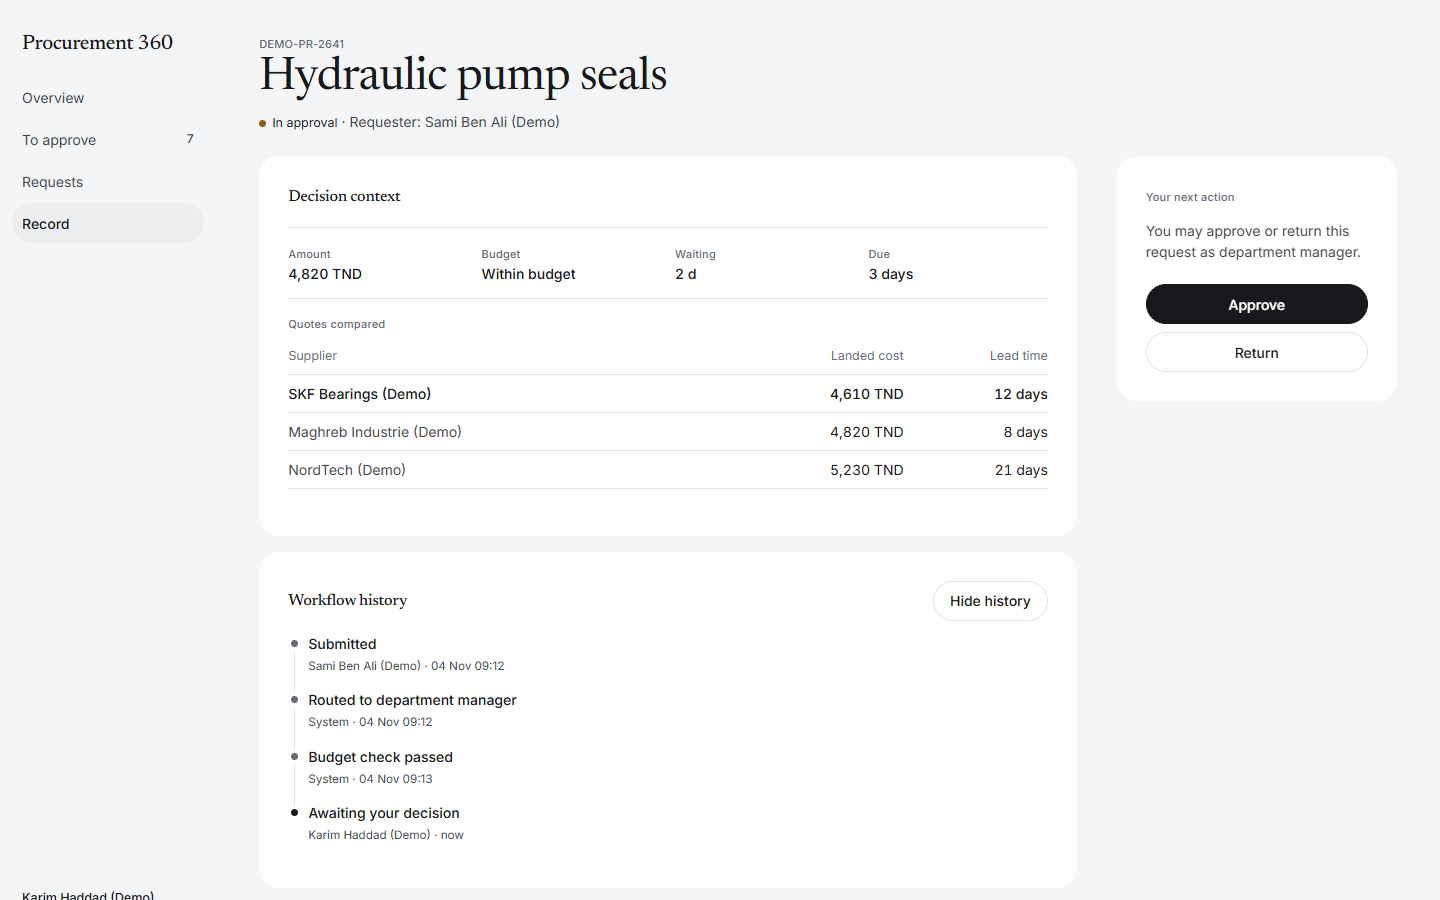 Procurement 360
Overview
To approve 7
Requests
Record
Karim Haddad (Demo)
DEMO-PR-2641
Hydraulic pump seals
In approval · Requester: Sami Ben Ali (Demo)
Decision context
Amount Budget Waiting Due
4,820 TND Within budget 2 d 3 days
Quotes compared
Supplier Landed cost Lead time
SKF Bearings (Demo) 4,610 TND 12 days
Maghreb Industrie (Demo) 4,820 TND 8 days
NordTech (Demo) 5,230 TND 21 days
Workflow history Hide history
Submitted
Sami Ben Ali (Demo) · 04 Nov 09:12
Routed to department manager
System · 04 Nov 09:12
Budget check passed
System · 04 Nov 09:13
Awaiting your decision
Karim Haddad (Demo) · now
Your next action
You may approve or return this
request as department manager.
Approve
Return